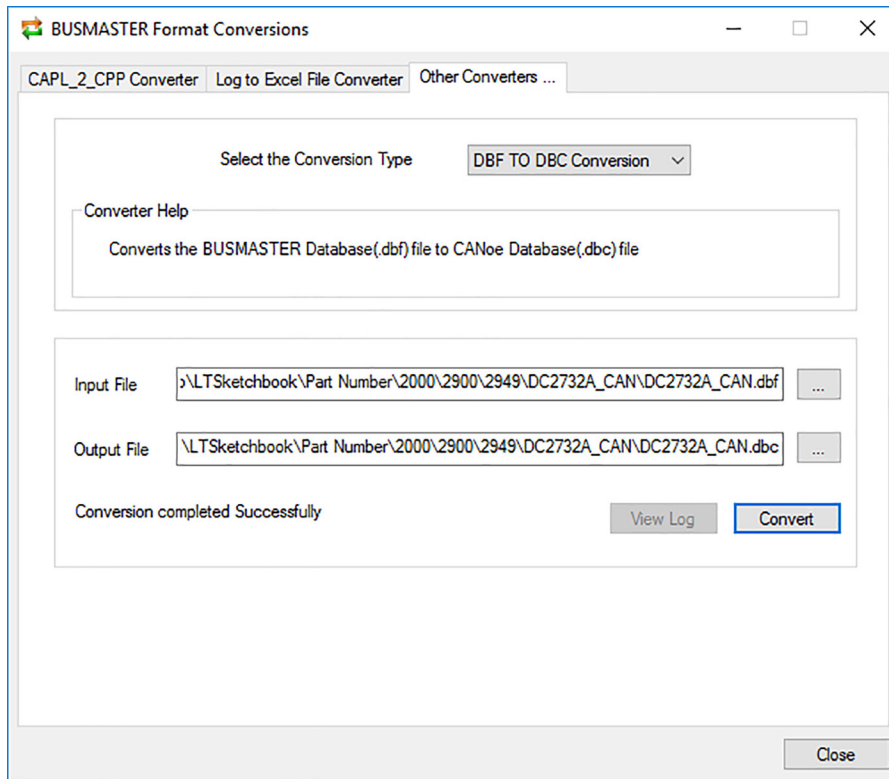 BUSMASTER Format Conversions
CAPL_2_CPP Converter Log to Excel File Converter Other Converters ...
Select the Conversion Type DBF TO DBC Conversion
Converter Help
Converts the BUSMASTER Database(.dbf) file to CANoe Database(.dbc) file
Input File \LTSketchbook\Part Number\2000\2900\2949\DC2732A_CAN\DC2732A_CAN.dbf ...
Output File \LTSketchbook\Part Number\2000\2900\2949\DC2732A_CAN\DC2732A_CAN.dbc ...
Conversion completed Successfully View Log Convert
Close